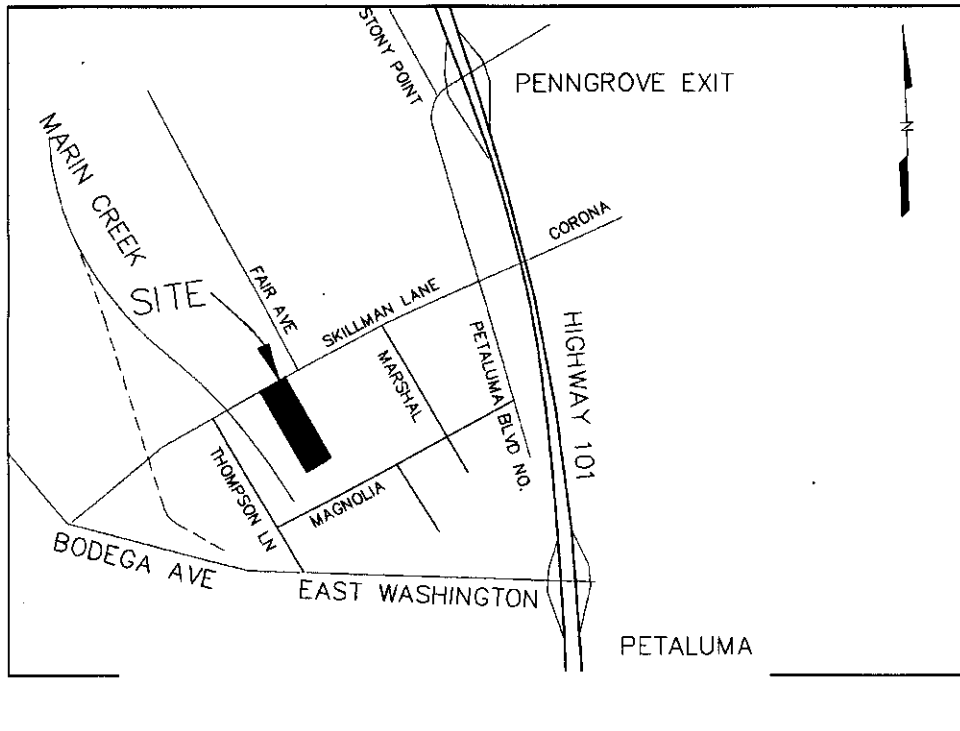 STONY POINT
PENNGROVE EXIT
N
MARIN CREEK
CORONA
FAIR AVE
SITE
SKILLMAN LANE
HIGHWAY 101
PETALUMA BLVD NO.
MARSHAL
THOMPSON LN
MAGNOLIA
BODEGA AVE
EAST WASHINGTON
PETALUMA